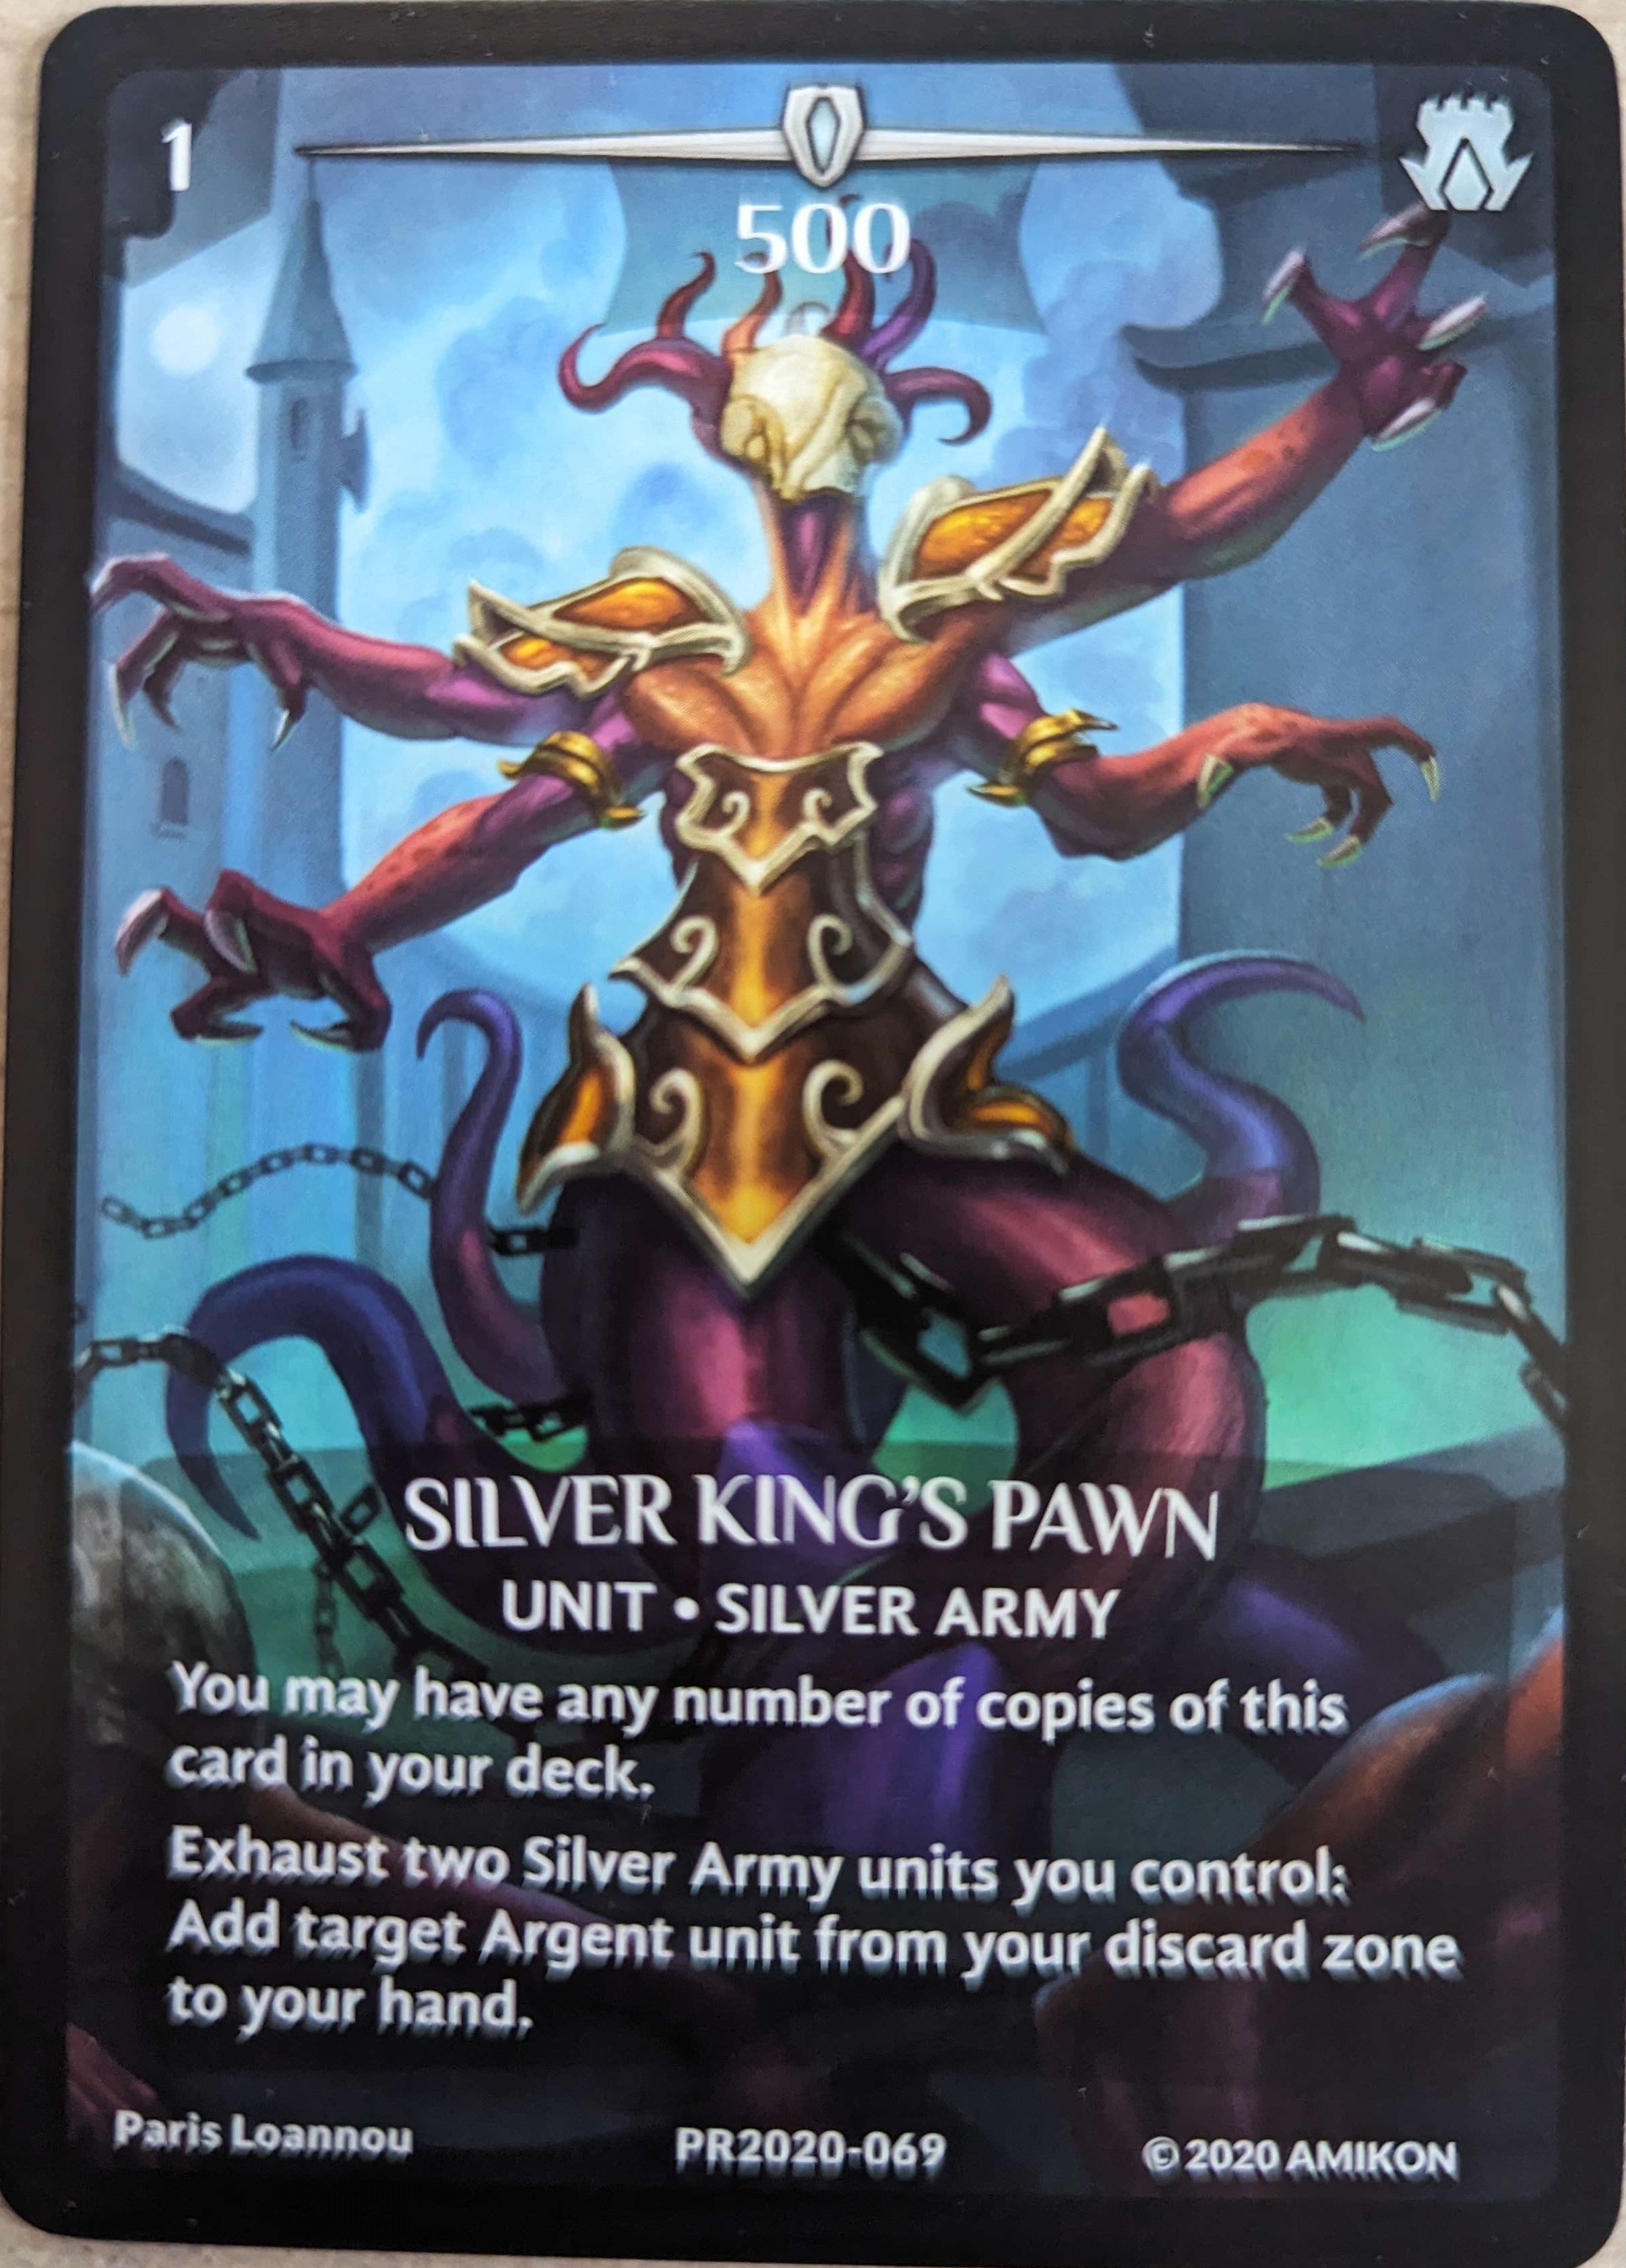 1
500
SILVER KING'S PAWN
UNIT • SILVER ARMY
You may have any number of copies of this
card in your deck.
Exhaust two Silver Army units you control:
Add target Argent unit from your discard zone
to your hand.
Paris Loannou PR2020-069 © 2020 AMIKON